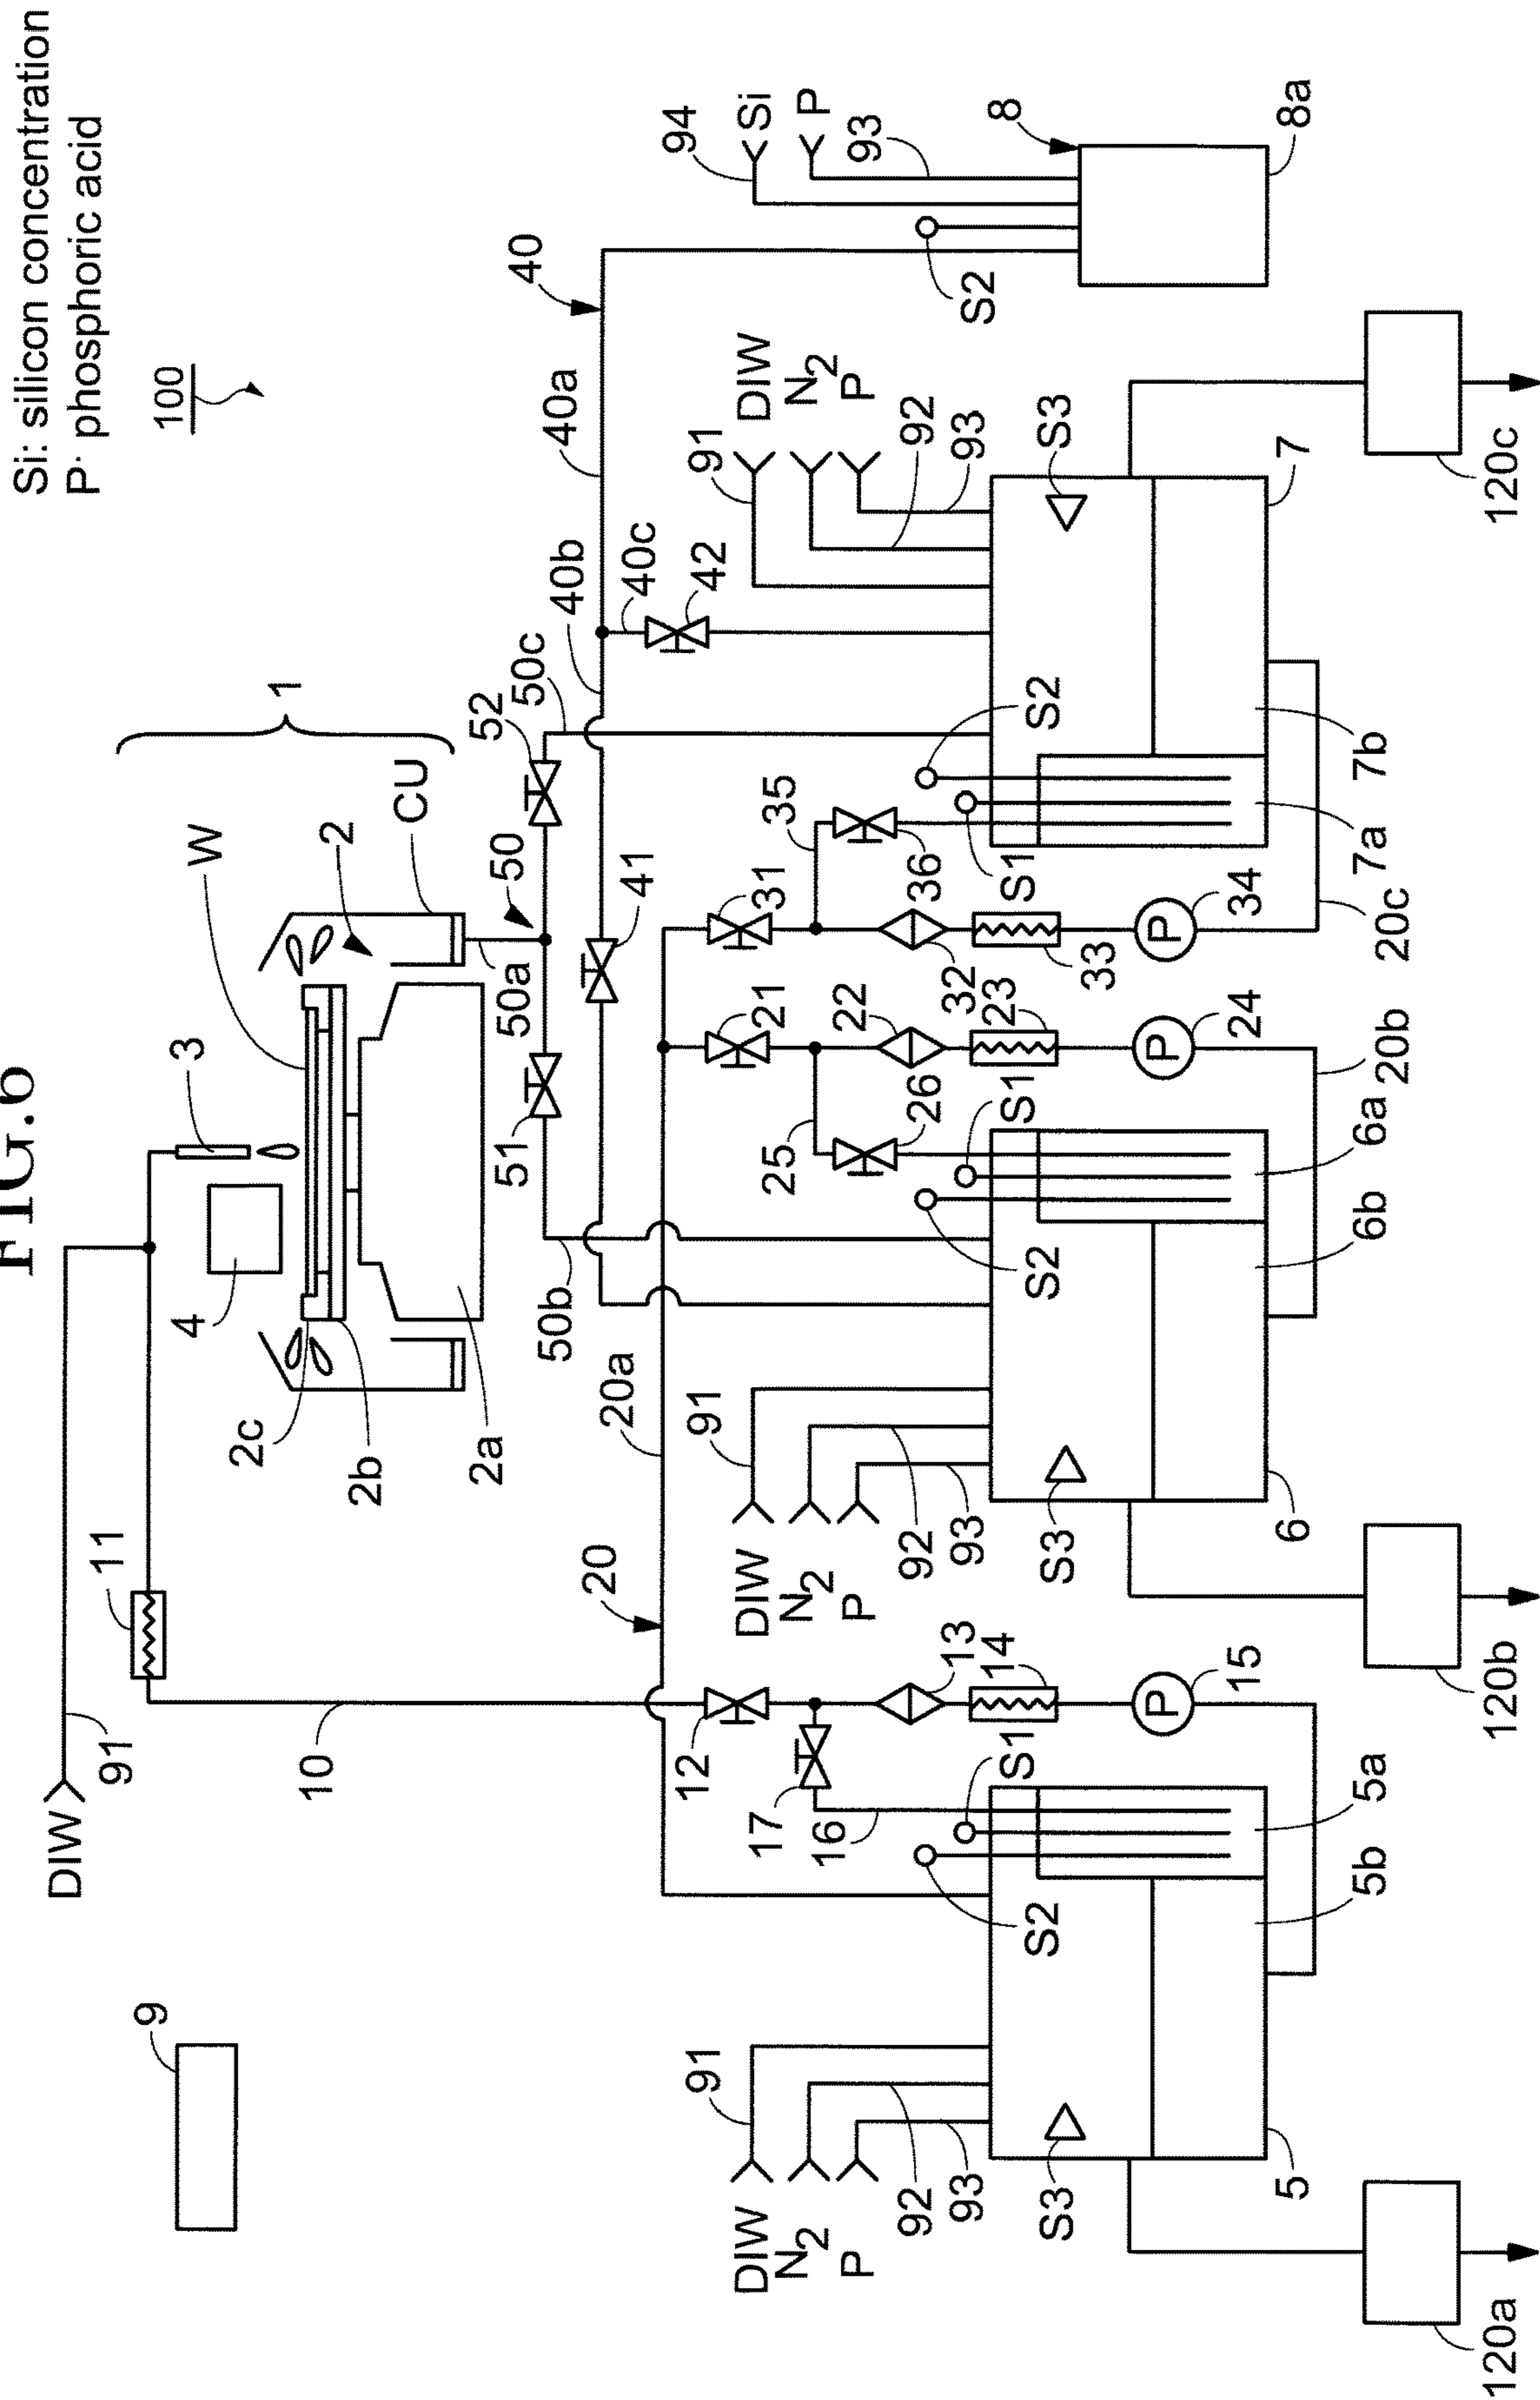 FIG.6
Si: silicon concentration
P: phosphoric acid
100
DIW
91
9
10
11
3
4
W
2
CU
1
2c
2b
2a
50a
50
51
52
50b
50c
40b
40a
40
40c
42
41
94
Si
P
93
8
S2
8a
20
20a
12
17
16
13
14
15
S1
S2
5a
5b
5
S3
91
92
93
DIW
N2
P
120a
21
22
23
24
25
26
S1
S2
6a
6b
6
20b
S3
91
92
93
DIW
N2
P
120b
31
32
33
34
35
36
S1
S2
7a
7b
7
20c
S3
91
92
93
DIW
N2
P
120c